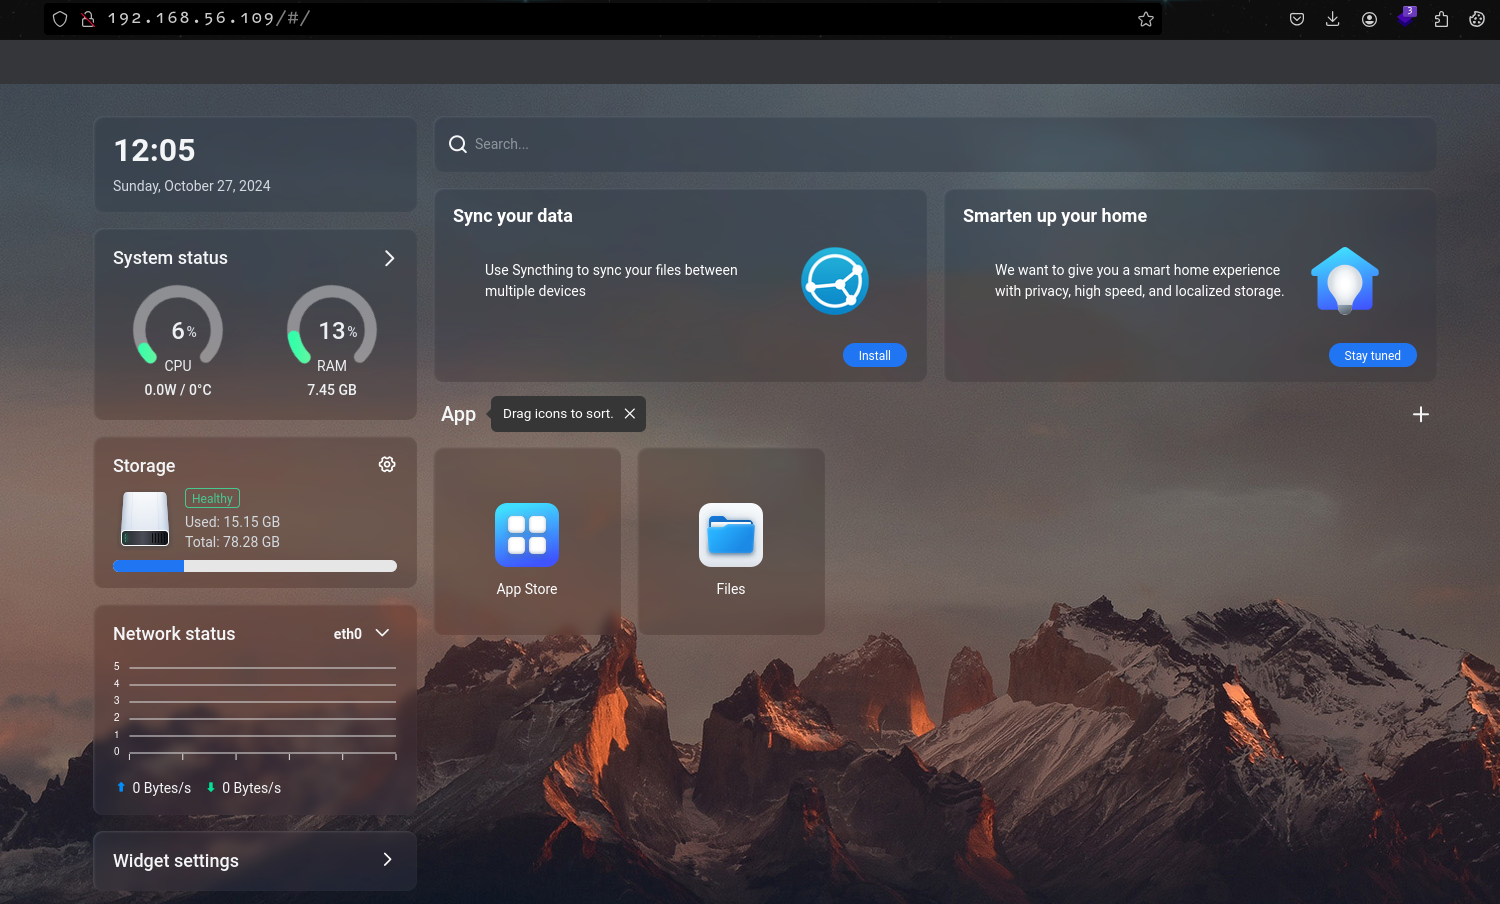 192.168.56.109/#/
3
12:05
Sunday, October 27, 2024
Search...
System status
6%
CPU
0.0W / 0°C
13%
RAM
7.45 GB
Sync your data
Use Syncthing to sync your files between
multiple devices
Install
Smarten up your home
We want to give you a smart home experience
with privacy, high speed, and localized storage.
Stay tuned
Storage
Healthy
Used: 15.15 GB
Total: 78.28 GB
App
Drag icons to sort.
App Store
Files
Network status
eth0
5
4
3
2
1
0
0 Bytes/s
0 Bytes/s
Widget settings